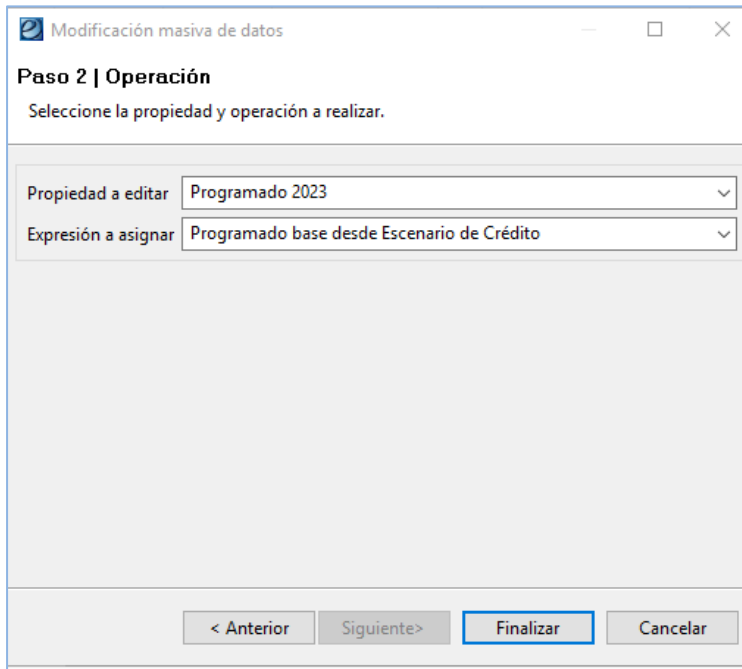 Modificación masiva de datos
Paso 2 | Operación
Seleccione la propiedad y operación a realizar.
Propiedad a editar Programado 2023
Expresión a asignar Programado base desde Escenario de Crédito
< Anterior Siguiente> Finalizar Cancelar